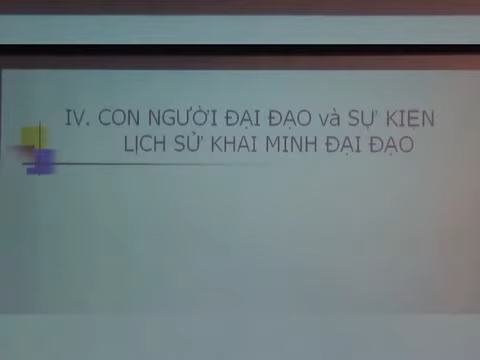 IV. CON NGƯỜI ĐẠI ĐẠO và SỰ KIỆN
LỊCH SỬ KHAI MINH ĐẠI ĐẠO